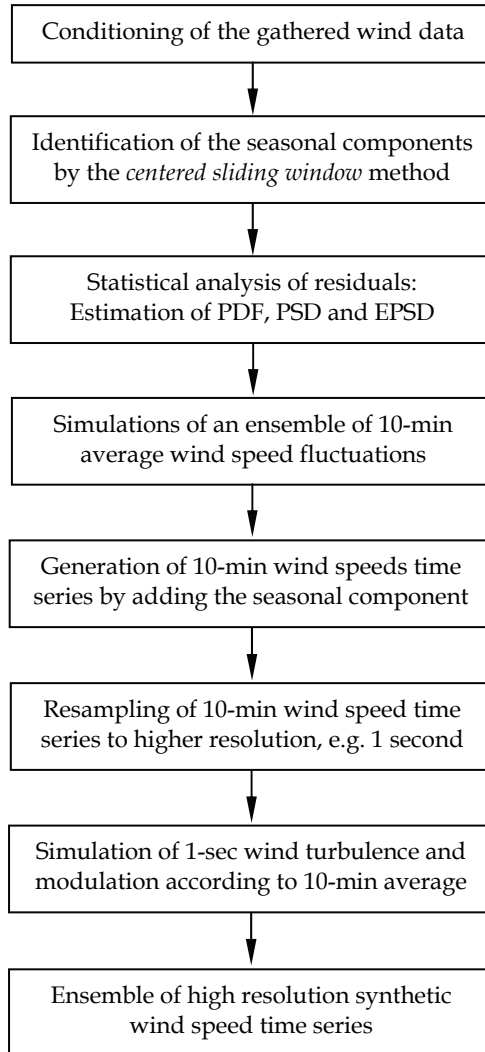 Conditioning of the gathered wind data
Identification of the seasonal components
by the centered sliding window method
Statistical analysis of residuals:
Estimation of PDF, PSD and EPSD
Simulations of an ensemble of 10-min
average wind speed fluctuations
Generation of 10-min wind speeds time
series by adding the seasonal component
Resampling of 10-min wind speed time
series to higher resolution, e.g. 1 second
Simulation of 1-sec wind turbulence and
modulation according to 10-min average
Ensemble of high resolution synthetic
wind speed time series